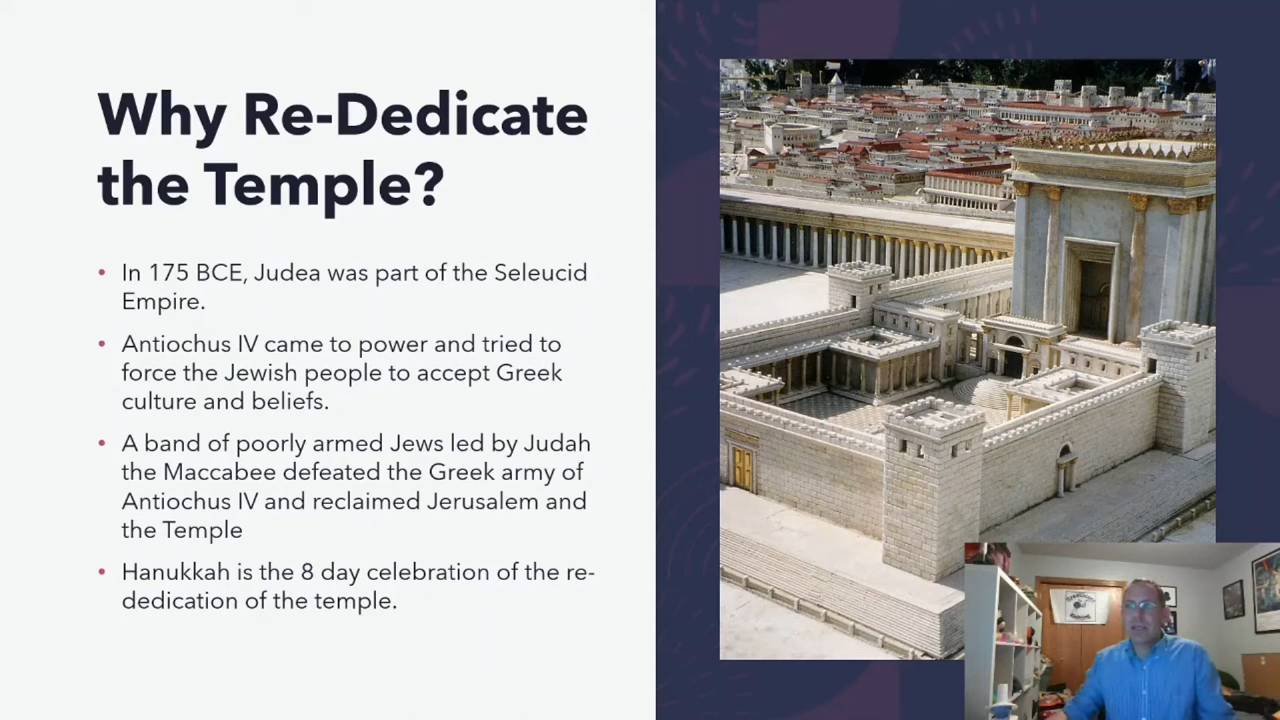 Why Re-Dedicate
the Temple?
• In 175 BCE, Judea was part of the Seleucid
Empire.
• Antiochus IV came to power and tried to
force the Jewish people to accept Greek
culture and beliefs.
• A band of poorly armed Jews led by Judah
the Maccabee defeated the Greek army of
Antiochus IV and reclaimed Jerusalem and
the Temple
• Hanukkah is the 8 day celebration of the re-
dedication of the temple.